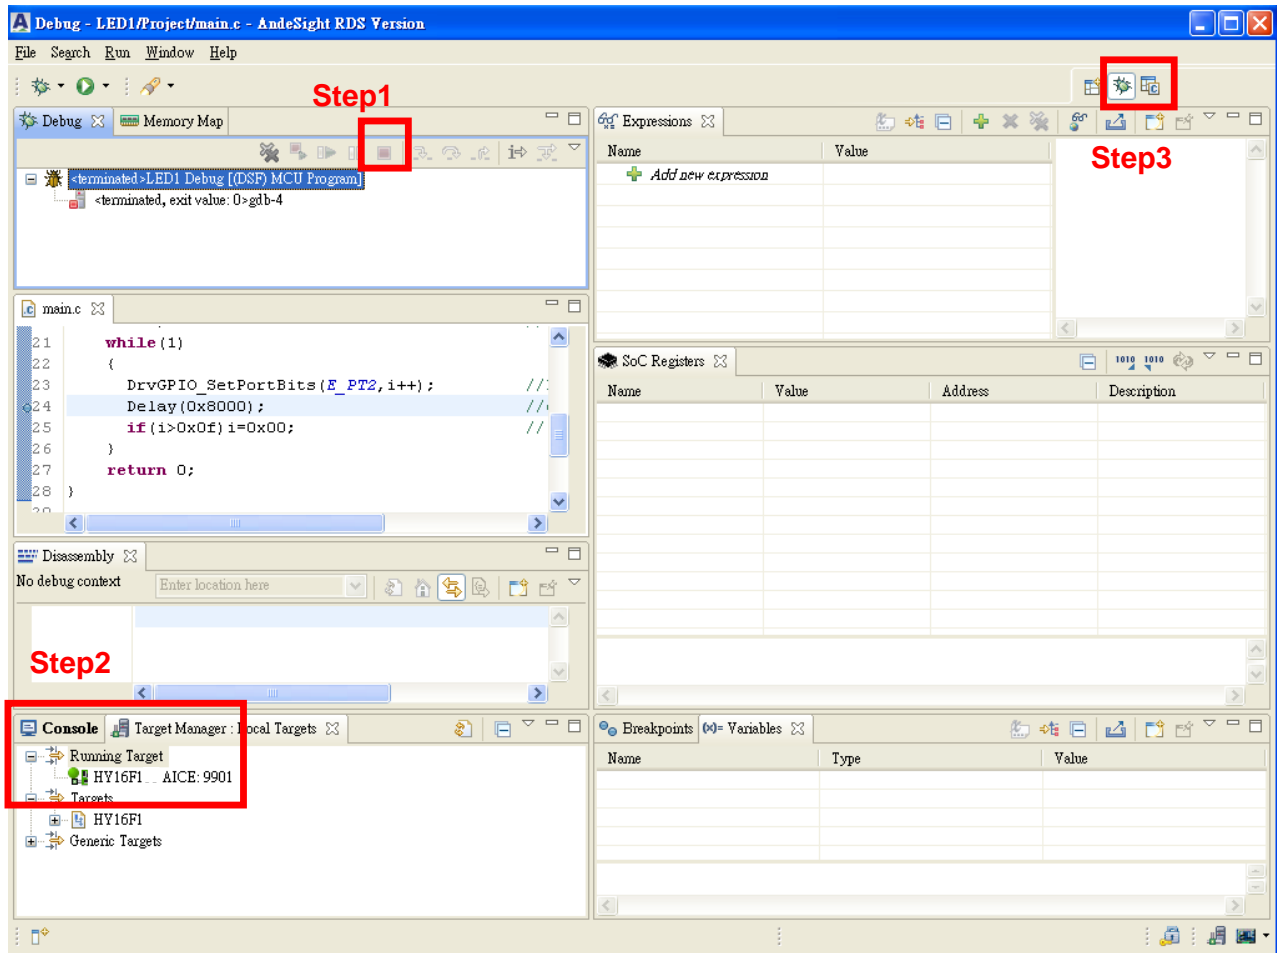 Debug - LED1/Project/main.c - AndeSight RDS Version
File Search Run Window Help
Step1
Debug Memory Map
<terminated>LED1 Debug [(DSF) MCU Program]
<terminated, exit value: 0>gdb-4
Expressions
Name Value
Step3
Add new expression
main.c
21 while(1)
22 {
23 DrvGPIO_SetPortBits(E_PT2,i++); //
24 Delay(0x8000); //
25 if(i>0x0f)i=0x00; //
26 }
27 return 0;
28 }
SoC Registers
Name Value Address Description
Disassembly
No debug context Enter location here
Step2
Console Target Manager : Local Targets
Running Target
HY16F1 AICE: 9901
Targets
HY16F1
Generic Targets
Breakpoints (x)= Variables
Name Type Value